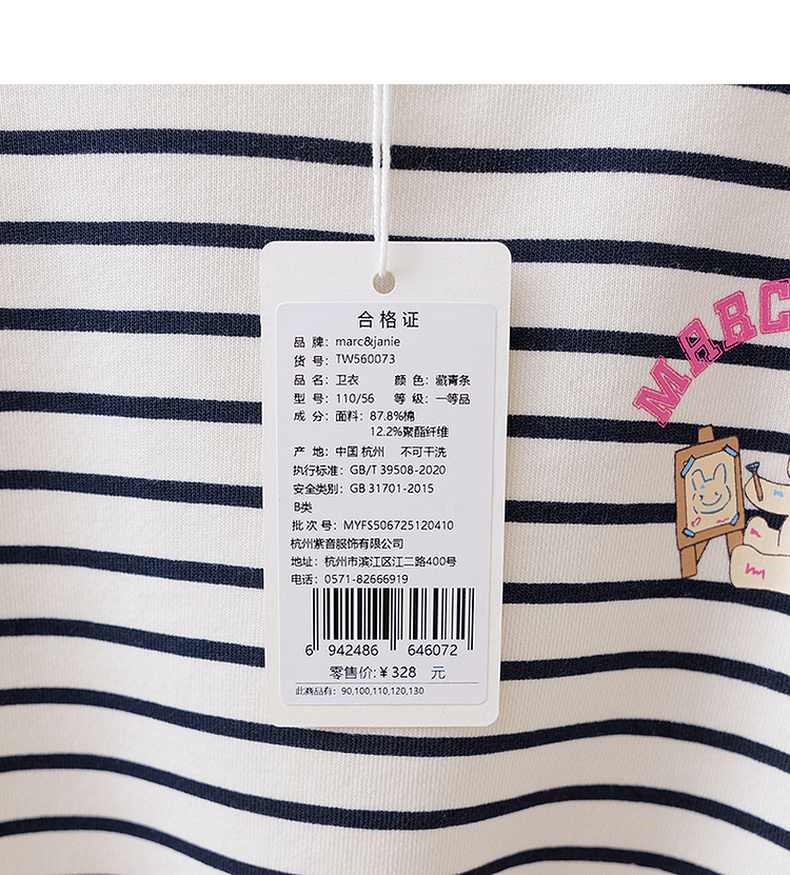 合格证
品 牌：marc&janie
货 号：TW560073
品 名：卫衣 颜 色：藏青条
型 号：110/56 等 级：一等品
成 分：面料：87.8%棉
12.2%聚酯纤维
产 地：中国 杭州 不可干洗
执行标准：GB/T 39508-2020
安全类别：GB 31701-2015
B类
批 次 号：MYFS506725120410
杭州紫音服饰有限公司
地址：杭州市滨江区江二路400号
电话：0571-82666919
6 942486 646072
零售价:￥328 元
此商品有：90,100,110,120,130
MARC